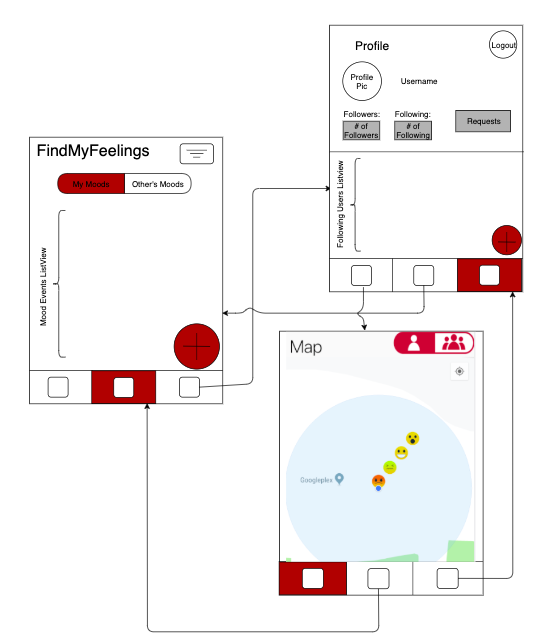 Profile
Logout
Profile
Pic
Username
Followers:
Following:
# of
Followers
# of
Following
Requests
Following Users Listview
FindMyFeelings
My Moods
Other's Moods
Mood Events ListView
Map
Googleplex